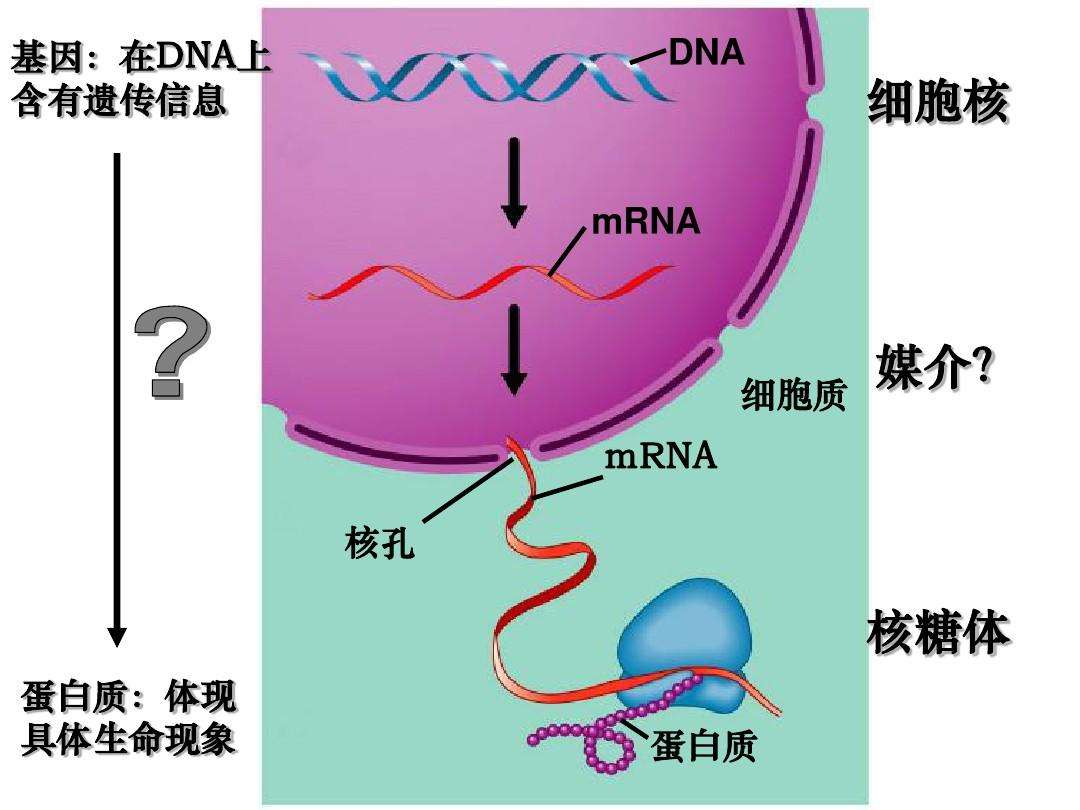 基因：在DNA上
含有遗传信息
DNA
细胞核
mRNA
?
媒介?
细胞质
mRNA
核孔
核糖体
蛋白质：体现
具体生命现象
蛋白质